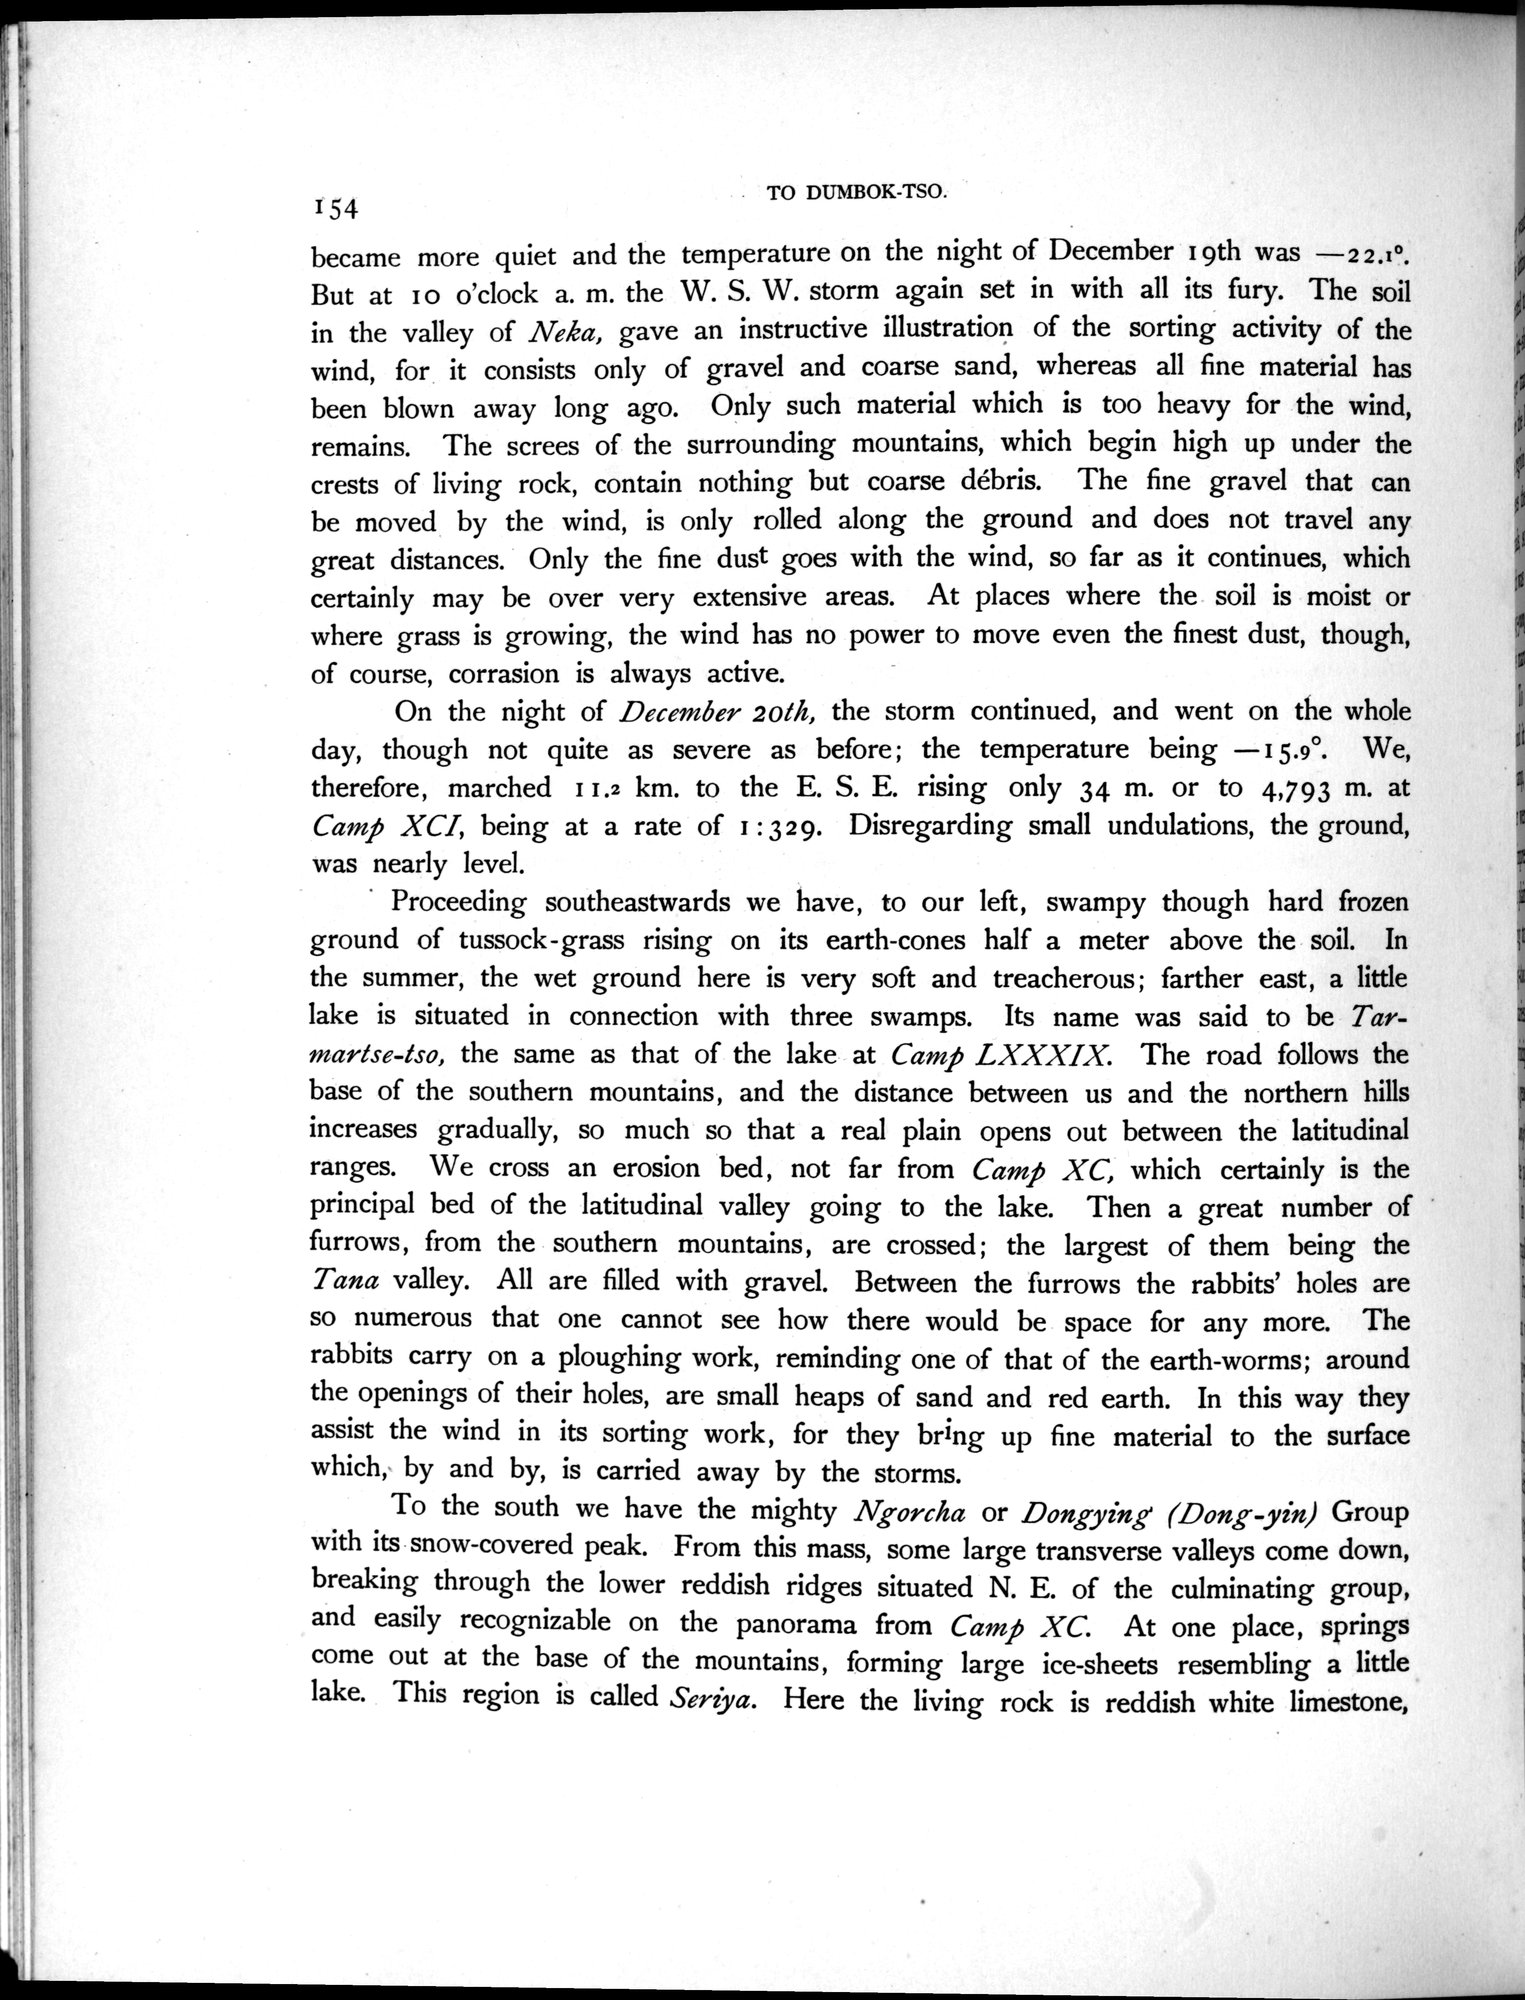 154
TO DUMBOK-TSO.
became more quiet and the temperature on the night of December 19th was —22.1°.
But at 10 o'clock a. m. the W. S. W. storm again set in with all its fury. The soil
in the valley of Neka, gave an instructive illustration of the sorting activity of the
wind, for it consists only of gravel and coarse sand, whereas all fine material has
been blown away long ago. Only such material which is too heavy for the wind,
remains. The screes of the surrounding mountains, which begin high up under the
crests of living rock, contain nothing but coarse débris. The fine gravel that can
be moved by the wind, is only rolled along the ground and does not travel any
great distances. Only the fine dust goes with the wind, so far as it continues, which
certainly may be over very extensive areas. At places where the soil is moist or
where grass is growing, the wind has no power to move even the finest dust, though,
of course, corrasion is always active.
On the night of December 20th, the storm continued, and went on the whole
day, though not quite as severe as before; the temperature being —15.9°. We,
therefore, marched 11.2 km. to the E. S. E. rising only 34 m. or to 4,793 m. at
Camp XCI, being at a rate of 1:329. Disregarding small undulations, the ground,
was nearly level.
Proceeding southeastwards we have, to our left, swampy though hard frozen
ground of tussock-grass rising on its earth-cones half a meter above the soil. In
the summer, the wet ground here is very soft and treacherous; farther east, a little
lake is situated in connection with three swamps. Its name was said to be Tar-
martse-tso, the same as that of the lake at Camp LXXXIX. The road follows the
base of the southern mountains, and the distance between us and the northern hills
increases gradually, so much so that a real plain opens out between the latitudinal
ranges. We cross an erosion bed, not far from Camp XC, which certainly is the
principal bed of the latitudinal valley going to the lake. Then a great number of
furrows, from the southern mountains, are crossed; the largest of them being the
Tana valley. All are filled with gravel. Between the furrows the rabbits' holes are
so numerous that one cannot see how there would be space for any more. The
rabbits carry on a ploughing work, reminding one of that of the earth-worms; around
the openings of their holes, are small heaps of sand and red earth. In this way they
assist the wind in its sorting work, for they bring up fine material to the surface
which, by and by, is carried away by the storms.
To the south we have the mighty Ngorcha or Dongying (Dong-yin) Group
with its snow-covered peak. From this mass, some large transverse valleys come down,
breaking through the lower reddish ridges situated N. E. of the culminating group,
and easily recognizable on the panorama from Camp XC. At one place, springs
come out at the base of the mountains, forming large ice-sheets resembling a little
lake. This region is called Seriya. Here the living rock is reddish white limestone,